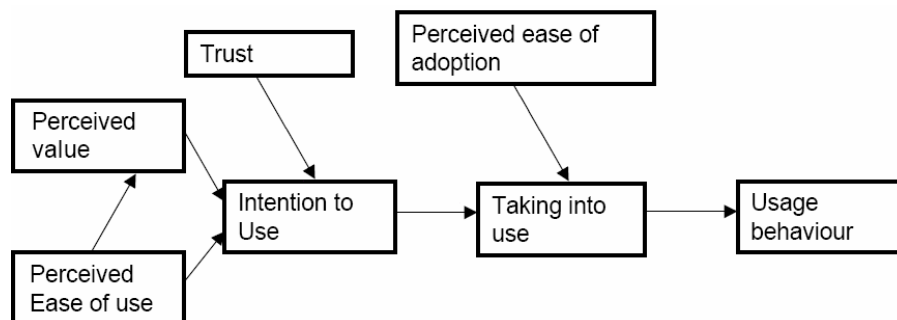 Trust
Perceived ease of
adoption
Perceived
value
Intention to
Use
Taking into
use
Usage
behaviour
Perceived
Ease of use